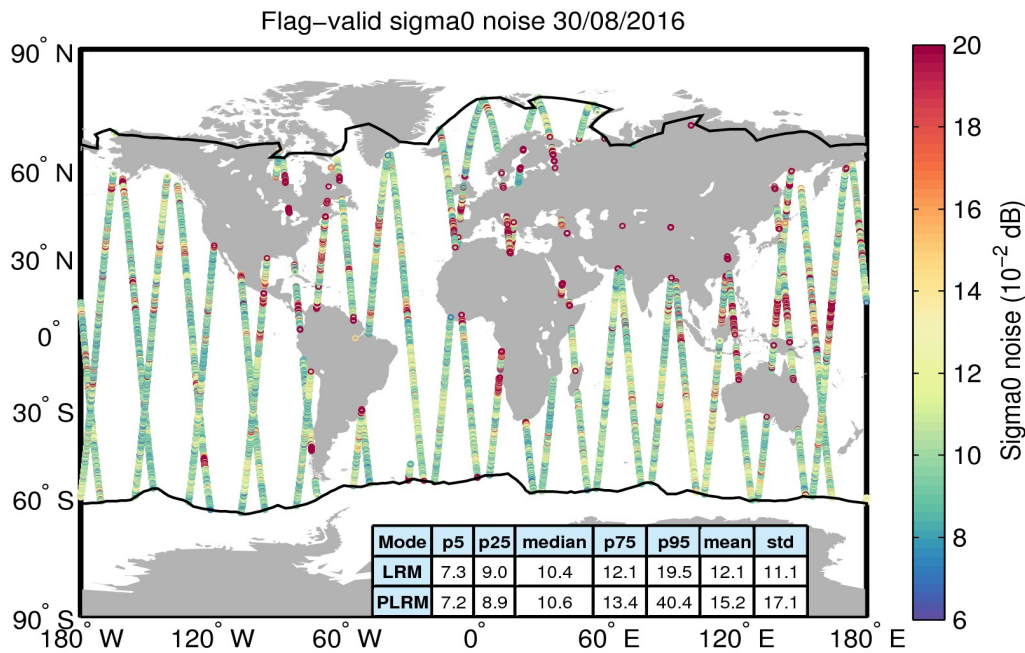 Flag−valid sigma0 noise 30/08/2016
90° N
60° N
30° N
0°
30° S
60° S
90° S
180° W 120° W 60° W 0° 60° E 120° E 180° E
Mode p5 p25 median p75 p95 mean std
LRM 7.3 9.0 10.4 12.1 19.5 12.1 11.1
PLRM 7.2 8.9 10.6 13.4 40.4 15.2 17.1
20
18
16
14
12
10
8
6
Sigma0 noise (10⁻² dB)